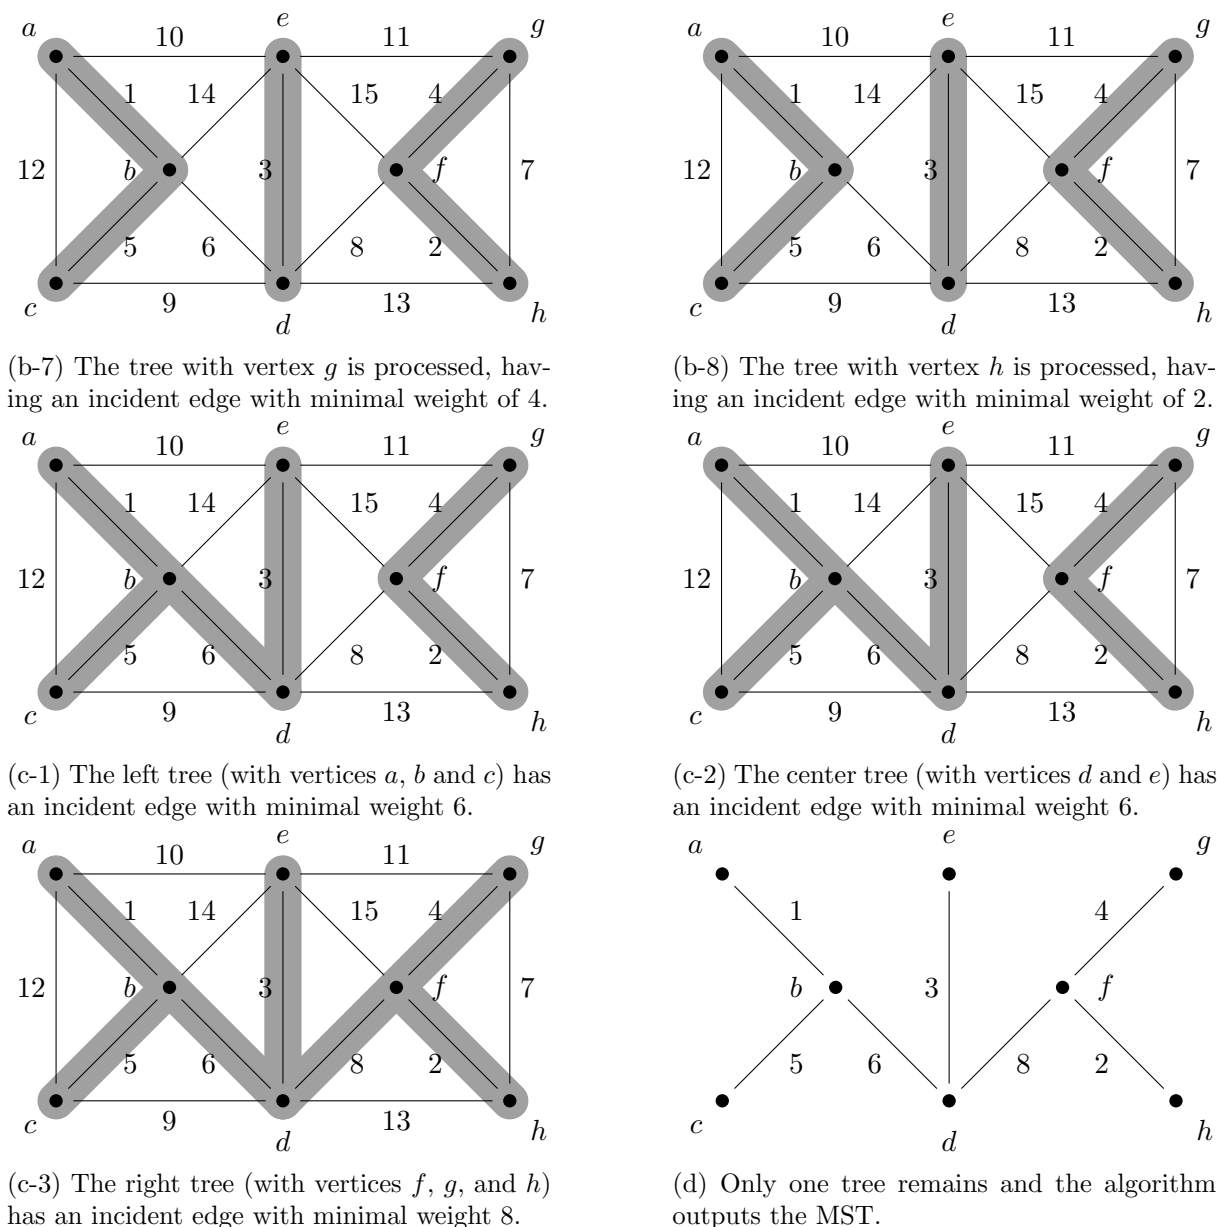 a 10 e 11 g
1 14 15 4
12 b 3 f 7
5 6 8 2
c 9 d 13 h
(b-7) The tree with vertex g is processed, hav-
ing an incident edge with minimal weight of 4.
a 10 e 11 g
1 14 15 4
12 b 3 f 7
5 6 8 2
c 9 d 13 h
(b-8) The tree with vertex h is processed, hav-
ing an incident edge with minimal weight of 2.
a 10 e 11 g
1 14 15 4
12 b 3 f 7
5 6 8 2
c 9 d 13 h
(c-1) The left tree (with vertices a, b and c) has
an incident edge with minimal weight 6.
a 10 e 11 g
1 14 15 4
12 b 3 f 7
5 6 8 2
c 9 d 13 h
(c-2) The center tree (with vertices d and e) has
an incident edge with minimal weight 6.
a 10 e 11 g
1 14 15 4
12 b 3 f 7
5 6 8 2
c 9 d 13 h
(c-3) The right tree (with vertices f, g, and h)
has an incident edge with minimal weight 8.
a e g
1 4
b 3 f
5 6 8 2
c d h
(d) Only one tree remains and the algorithm
outputs the MST.